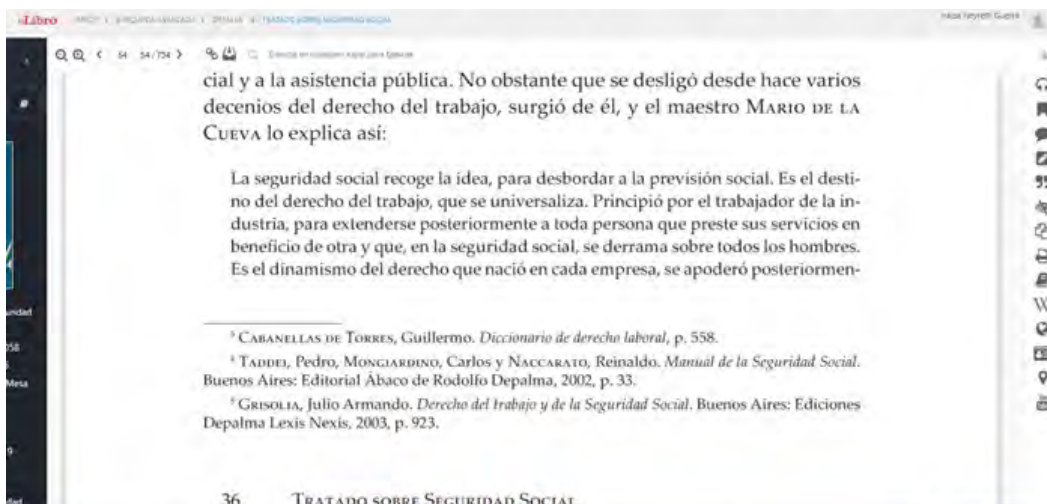 eLibro
54 54/754
cial y a la asistencia pública. No obstante que se desligó desde hace varios
decenios del derecho del trabajo, surgió de él, y el maestro MARIO DE LA
CUEVA lo explica así:
La seguridad social recoge la idea, para desbordar a la previsión social. Es el desti-
no del derecho del trabajo, que se universaliza. Principió por el trabajador de la in-
dustria, para extenderse posteriormente a toda persona que preste sus servicios en
beneficio de otra y que, en la seguridad social, se derrama sobre todos los hombres.
Es el dinamismo del derecho que nació en cada empresa, se apoderó posteriormen-
CABANELLAS DE TORRES, Guillermo. Diccionario de derecho laboral, p. 558.
TADDEI, Pedro, MONGIARDINO, Carlos y NACCARATO, Reinaldo. Manual de la Seguridad Social.
Buenos Aires: Editorial Ábaco de Rodolfo Depalma, 2002, p. 33.
GRISOLIA, Julio Armando. Derecho del trabajo y de la Seguridad Social. Buenos Aires: Ediciones
Depalma Lexis Nexis, 2003, p. 923.
36 TRATADO SOBRE SEGURIDAD SOCIAL
Mesa